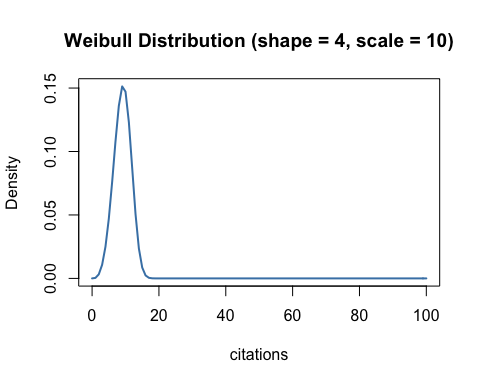 Weibull Distribution (shape = 4, scale = 10)
0.15
0.10
0.05
0.00
Density
0 20 40 60 80 100
citations